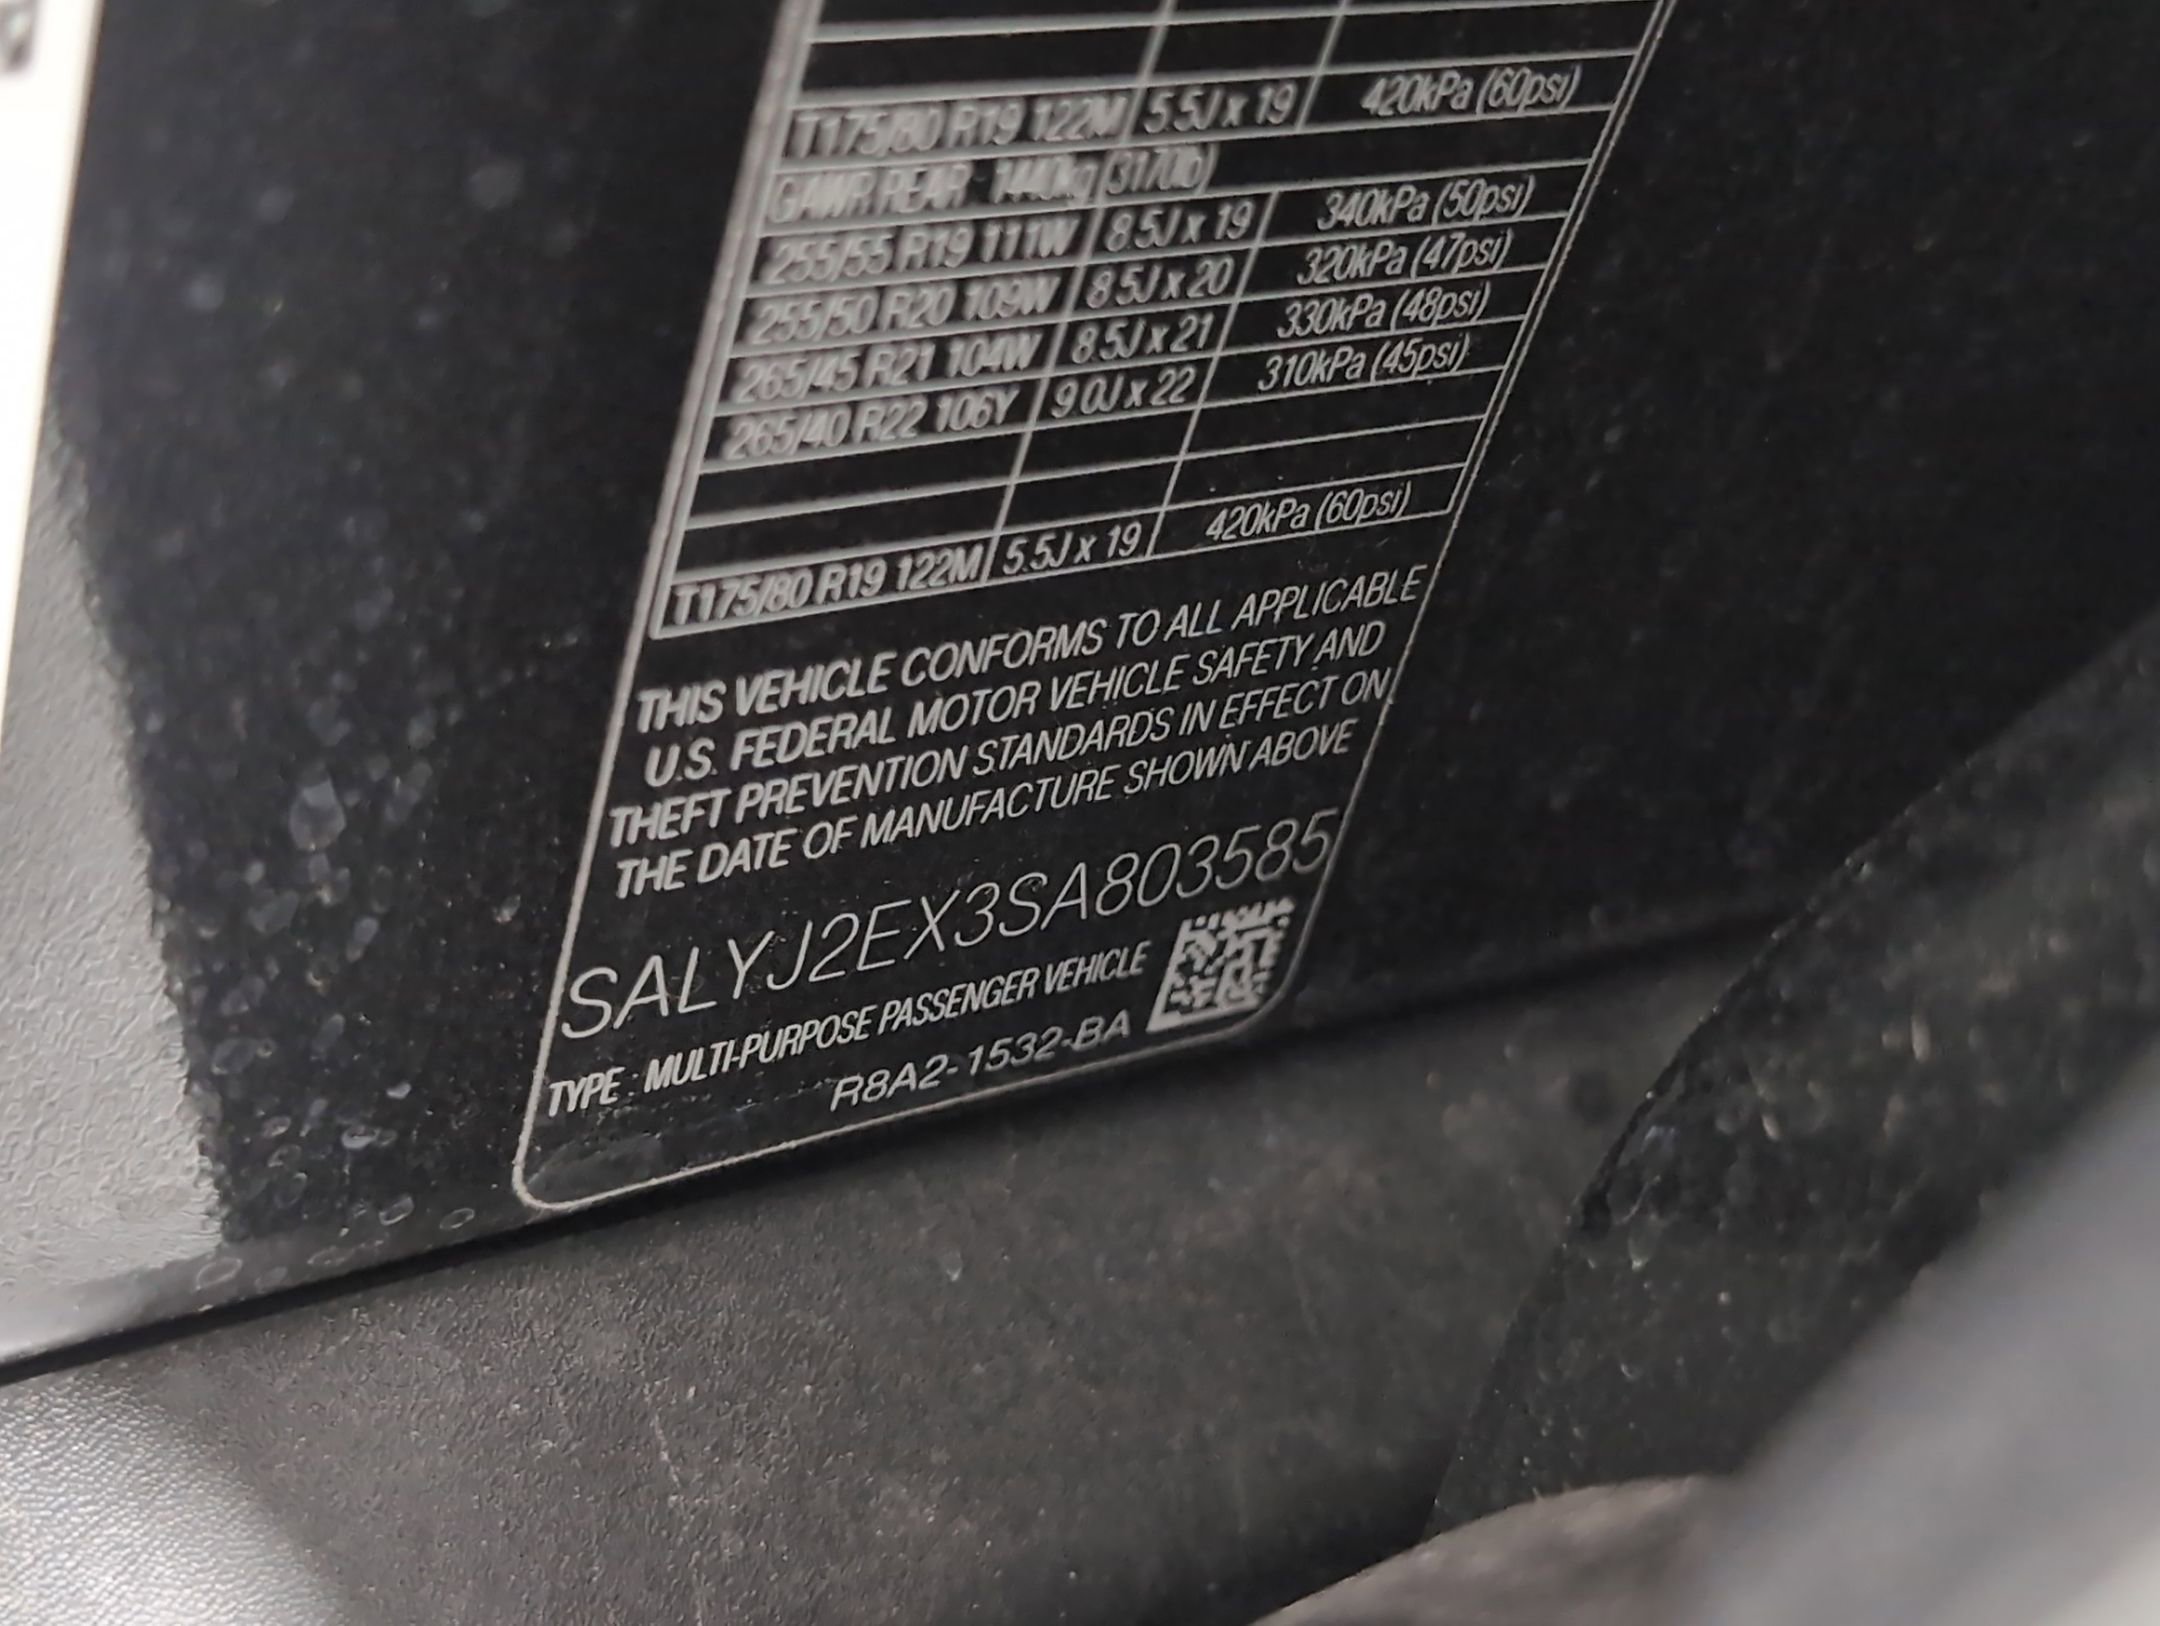 T175/80 R19 122M 5.5J x 19 420kPa (60psi)
GAWR REAR : 1440kg (3170lb)
255/55 R19 111W 8.5J x 19 340kPa (50psi)
255/50 R20 109W 8.5J x 20 320kPa (47psi)
265/45 R21 104W 8.5J x 21 330kPa (48psi)
265/40 R22 106Y 9.0J x 22 310kPa (45psi)
T175/80 R19 122M 5.5J x 19 420kPa (60psi)
THIS VEHICLE CONFORMS TO ALL APPLICABLE
U.S. FEDERAL MOTOR VEHICLE SAFETY AND
THEFT PREVENTION STANDARDS IN EFFECT ON
THE DATE OF MANUFACTURE SHOWN ABOVE
SALYJ2EX3SA803585
TYPE : MULTI-PURPOSE PASSENGER VEHICLE
R8A2-1532-BA